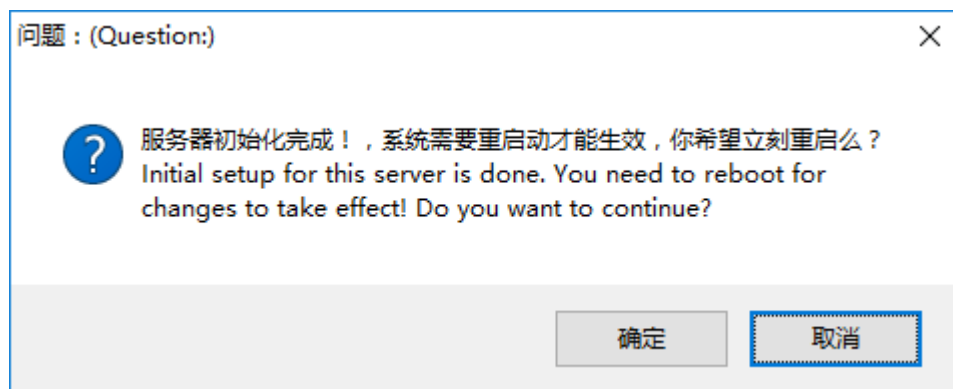 问题：(Question:)
服务器初始化完成！，系统需要重启动才能生效，你希望立刻重启么？
Initial setup for this server is done. You need to reboot for
changes to take effect! Do you want to continue?
确定
取消